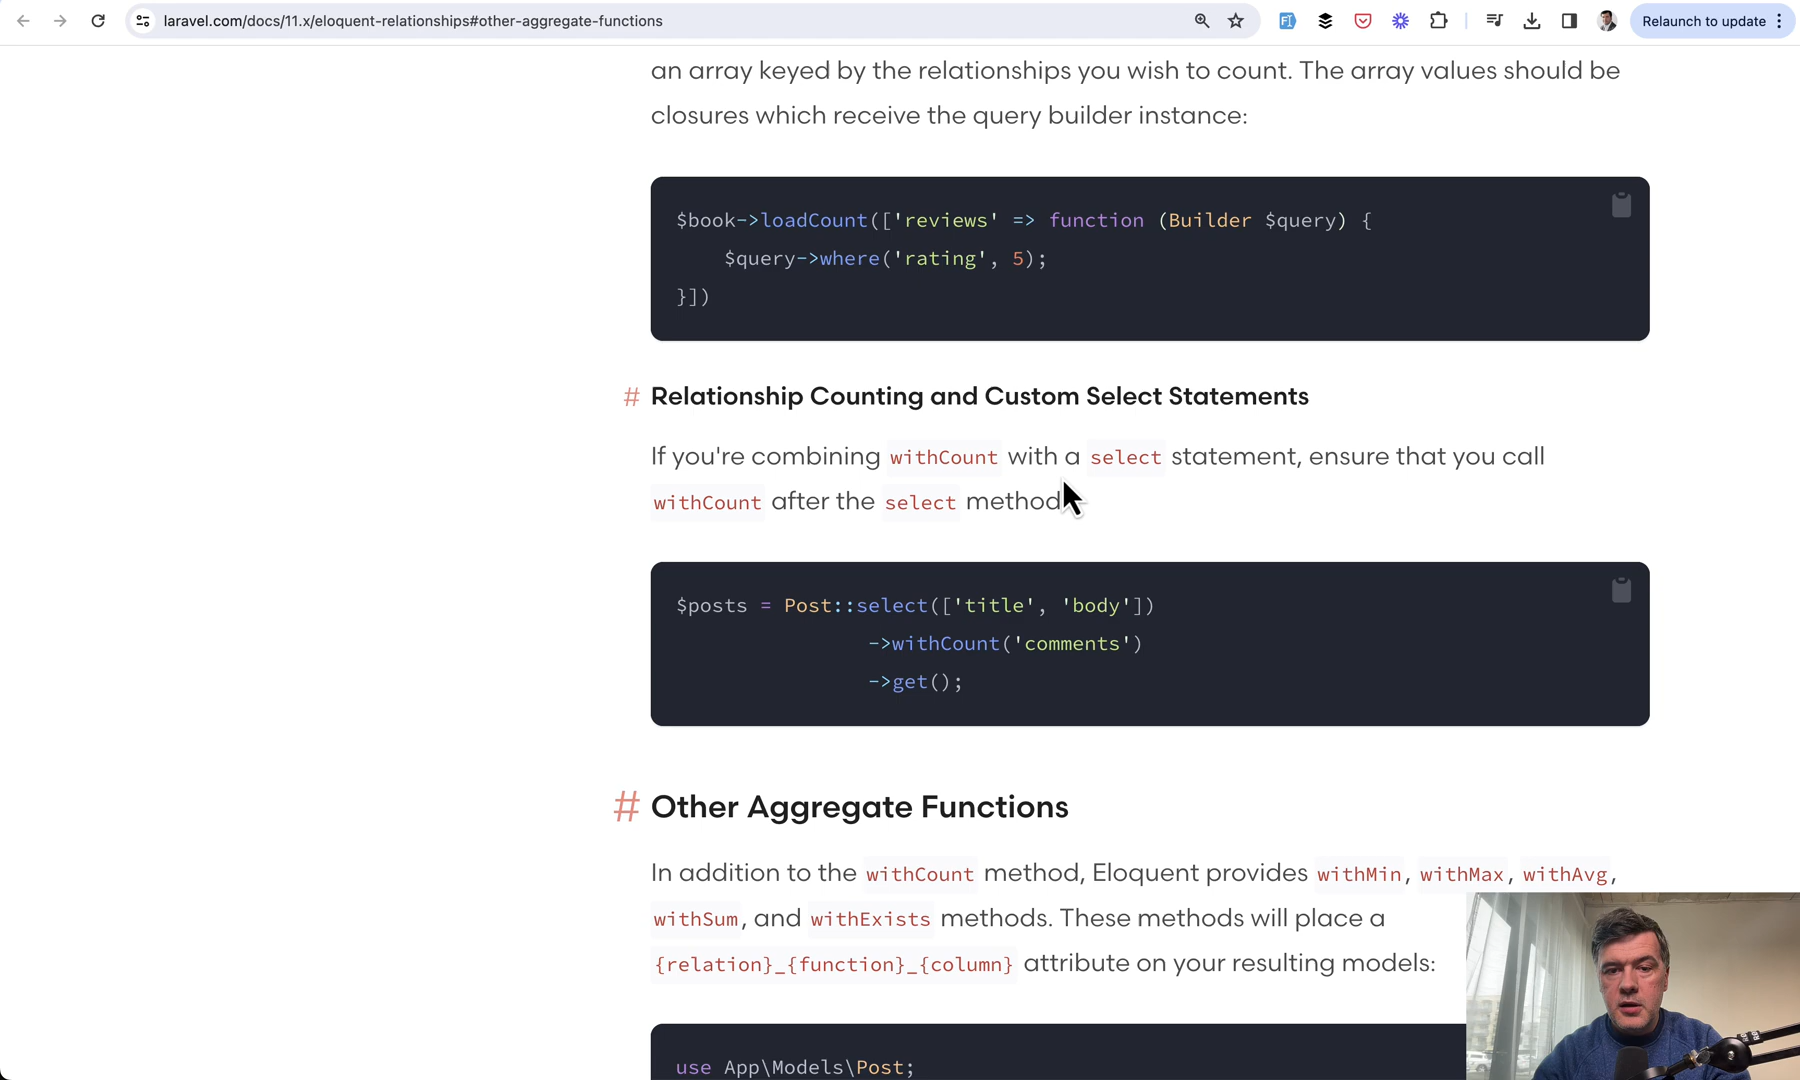 laravel.com/docs/11.x/eloquent-relationships#other-aggregate-functions
Relaunch to update
an array keyed by the relationships you wish to count. The array values should be
closures which receive the query builder instance:
$book->loadCount(['reviews' => function (Builder $query) {
    $query->where('rating', 5);
}])
# Relationship Counting and Custom Select Statements
If you're combining withCount with a select statement, ensure that you call
withCount after the select method
$posts = Post::select(['title', 'body'])
                ->withCount('comments')
                ->get();
# Other Aggregate Functions
In addition to the withCount method, Eloquent provides withMin, withMax, withAvg,
withSum, and withExists methods. These methods will place a
{relation}_{function}_{column} attribute on your resulting models:
use App\Models\Post;